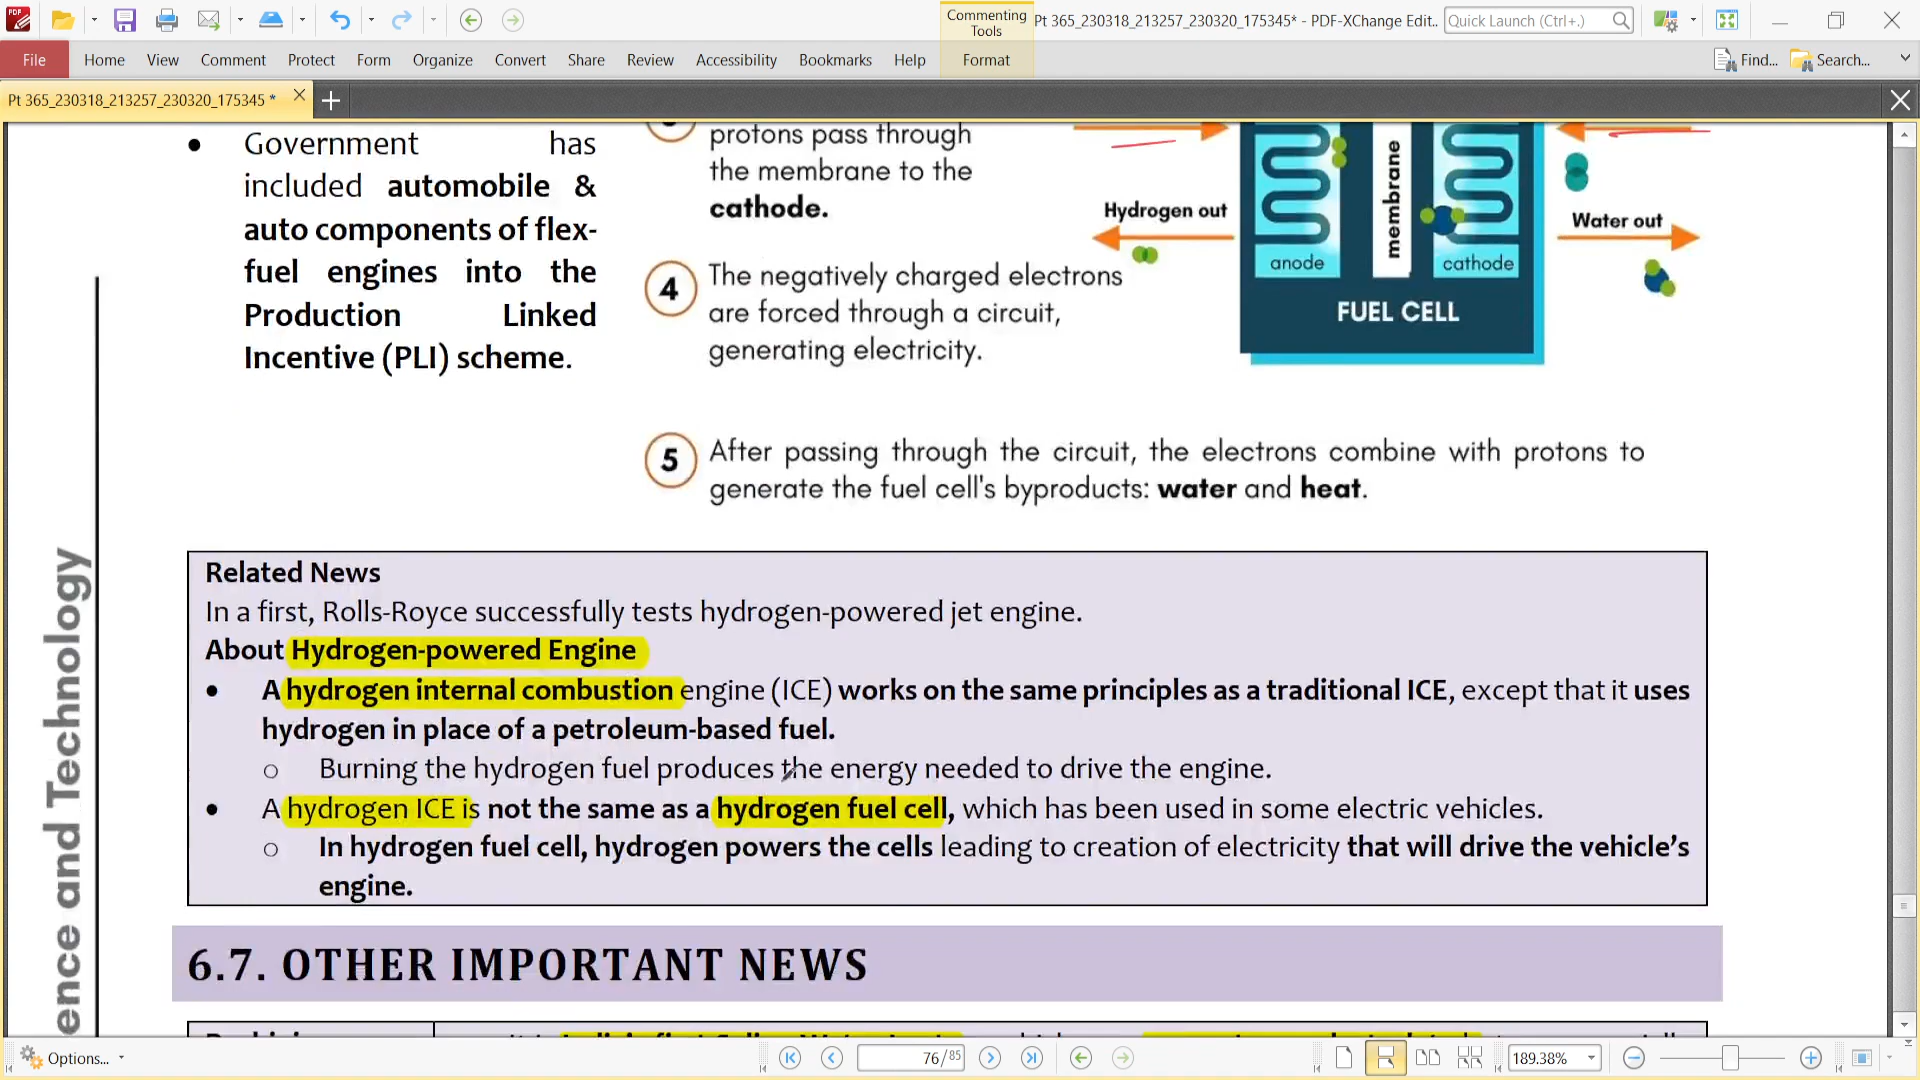 Commenting
Tools
Pt 365_230318_213257_230320_175345* - PDF-XChange Edit..
Quick Launch (Ctrl+.)
File
Home
View
Comment
Protect
Form
Organize
Convert
Share
Review
Accessibility
Bookmarks
Help
Format
Find...
Search...
Pt 365_230318_213257_230320_175345 *
• Government has
included automobile &
auto components of flex-
fuel engines into the
Production Linked
Incentive (PLI) scheme.
protons pass through
the membrane to the
cathode.
4 The negatively charged electrons
are forced through a circuit,
generating electricity.
Hydrogen out
anode
membrane
cathode
Water out
FUEL CELL
5 After passing through the circuit, the electrons combine with protons to
generate the fuel cell's byproducts: water and heat.
ence and Technology
Related News
In a first, Rolls-Royce successfully tests hydrogen-powered jet engine.
About Hydrogen-powered Engine
• A hydrogen internal combustion engine (ICE) works on the same principles as a traditional ICE, except that it uses
hydrogen in place of a petroleum-based fuel.
o Burning the hydrogen fuel produces the energy needed to drive the engine.
• A hydrogen ICE is not the same as a hydrogen fuel cell, which has been used in some electric vehicles.
o In hydrogen fuel cell, hydrogen powers the cells leading to creation of electricity that will drive the vehicle's
engine.
6.7. OTHER IMPORTANT NEWS
Options...
76 / 85
189.38%